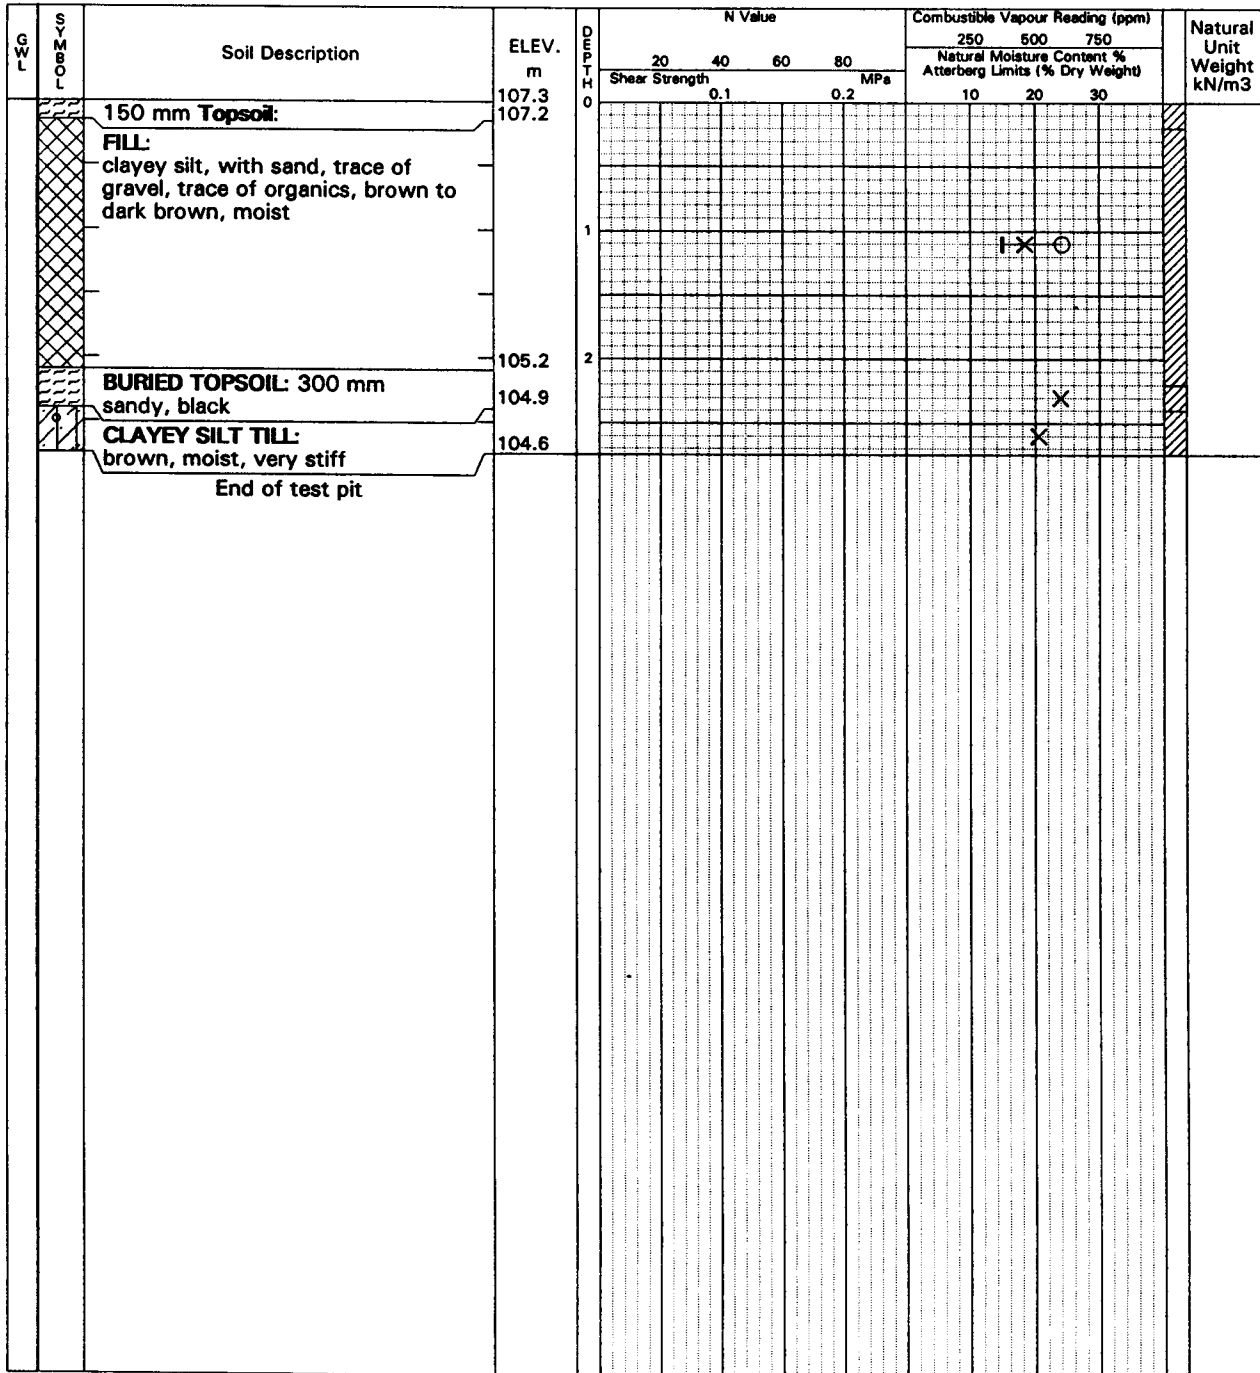 GWL
SYMBOL
Soil Description
ELEV.
m
DEPTH
N Value
20 40 60 80
Shear Strength MPa
0.1 0.2
Combustible Vapour Reading (ppm)
250 500 750
Natural Moisture Content %
Atterberg Limits (% Dry Weight)
10 20 30
Natural
Unit
Weight
kN/m3
107.3
0
150 mm Topsoil:
107.2
FILL:
clayey silt, with sand, trace of
gravel, trace of organics, brown to
dark brown, moist
1
105.2
2
BURIED TOPSOIL: 300 mm
sandy, black
104.9
CLAYEY SILT TILL:
brown, moist, very stiff
104.6
End of test pit